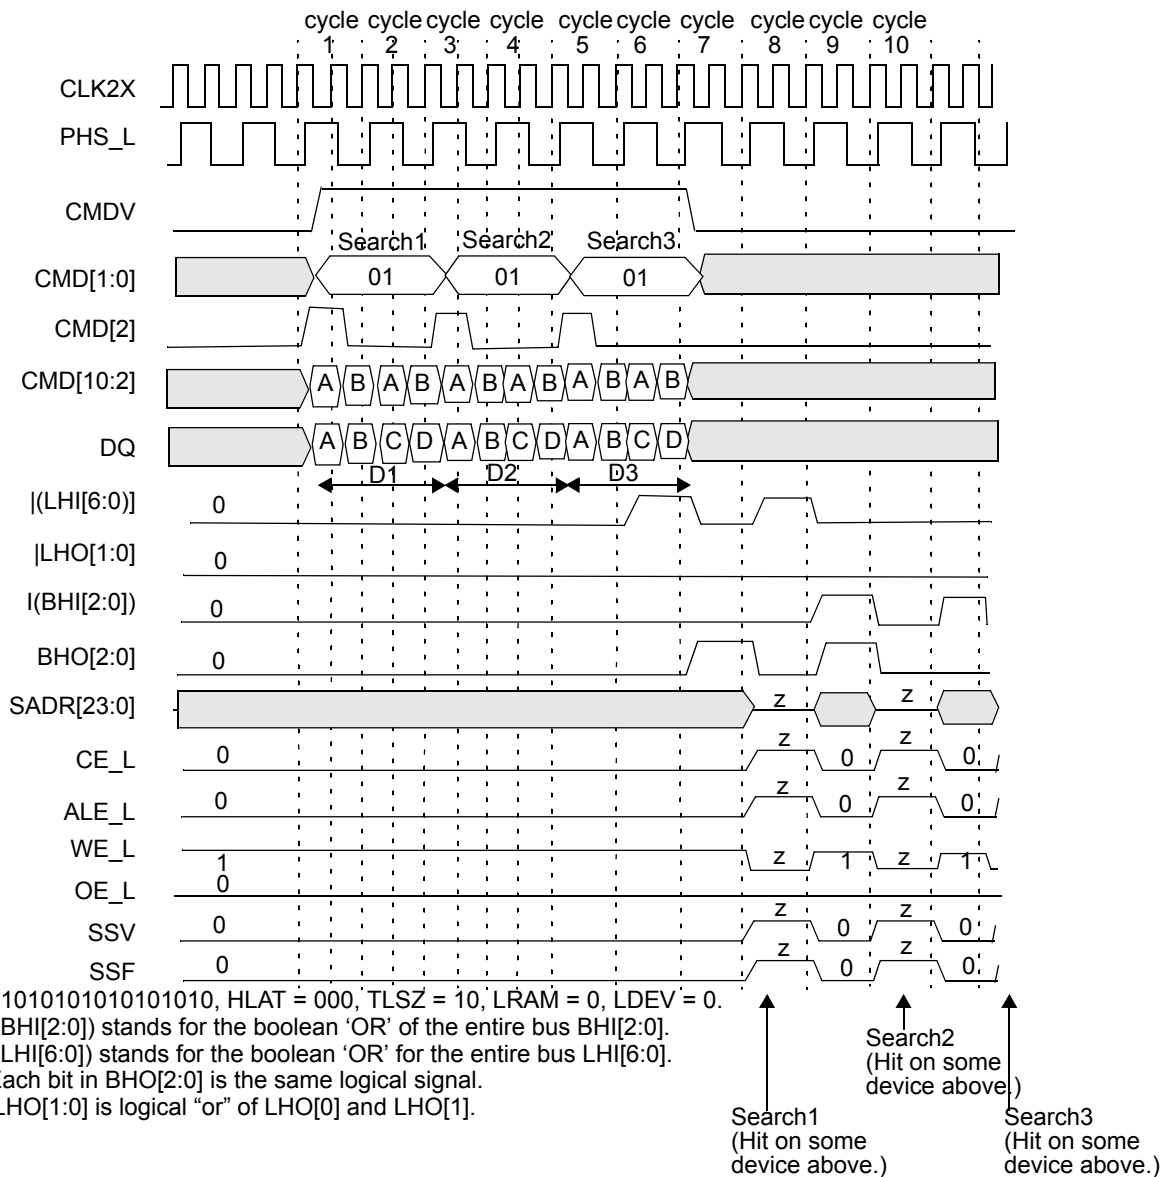 cycle cycle cycle cycle cycle cycle cycle cycle cycle cycle
1 2 3 4 5 6 7 8 9 10
CLK2X
PHS_L
CMDV
Search1 Search2 Search3
CMD[1:0] 01 01 01
CMD[2]
CMD[10:2] A B A B A B A B A B A B
DQ A B C D A B C D A B C D
D1 D2 D3
|(LHI[6:0)] 0
|LHO[1:0] 0
I(BHI[2:0]) 0
BHO[2:0] 0
SADR[23:0] z z
CE_L 0 z 0 z 0
ALE_L 0 z 0 z 0
WE_L 1 z 1 z 1
OE_L 0
SSV 0 z 0 z 0
SSF 0 z 0 z 0
1010101010101010, HLAT = 000, TLSZ = 10, LRAM = 0, LDEV = 0.
BHI[2:0]) stands for the boolean ‘OR’ of the entire bus BHI[2:0].
LHI[6:0]) stands for the boolean ‘OR’ for the entire bus LHI[6:0].
Each bit in BHO[2:0] is the same logical signal.
LHO[1:0] is logical “or” of LHO[0] and LHO[1].
Search2
(Hit on some
device above.)
Search1
(Hit on some
device above.)
Search3
(Hit on some
device above.)